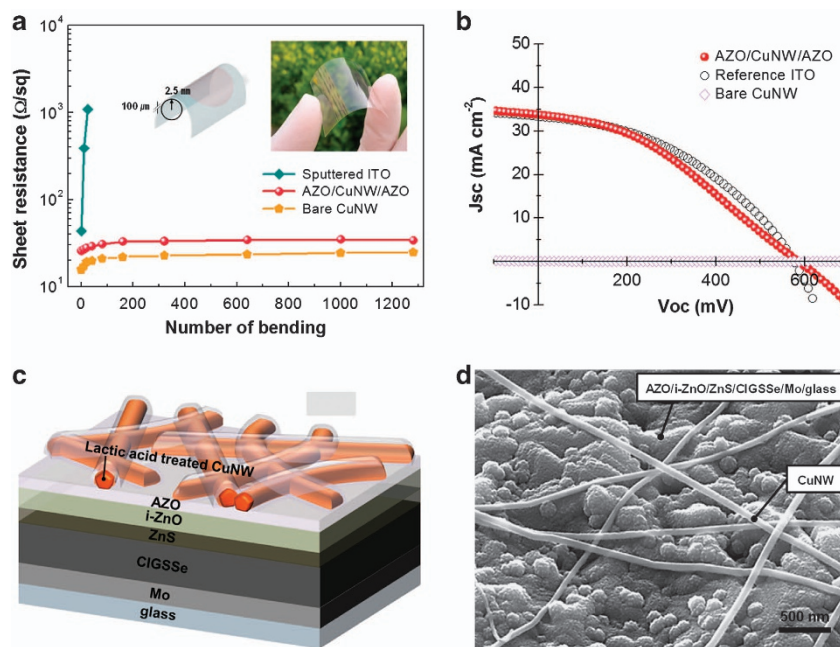 a
Sheet resistance (Ω/sq)
10⁴
10³
10²
10¹
2.5 mm
100 μm
Sputtered ITO
AZO/CuNW/AZO
Bare CuNW
0 200 400 600 800 1000 1200
Number of bending
b
Jsc (mA cm⁻²)
50
40
30
20
10
0
-10
AZO/CuNW/AZO
Reference ITO
Bare CuNW
200 400 600
Voc (mV)
c
Lactic acid treated CuNW
AZO
i-ZnO
ZnS
CIGSSe
Mo
glass
d
AZO/i-ZnO/ZnS/CIGSSe/Mo/glass
CuNW
500 nm